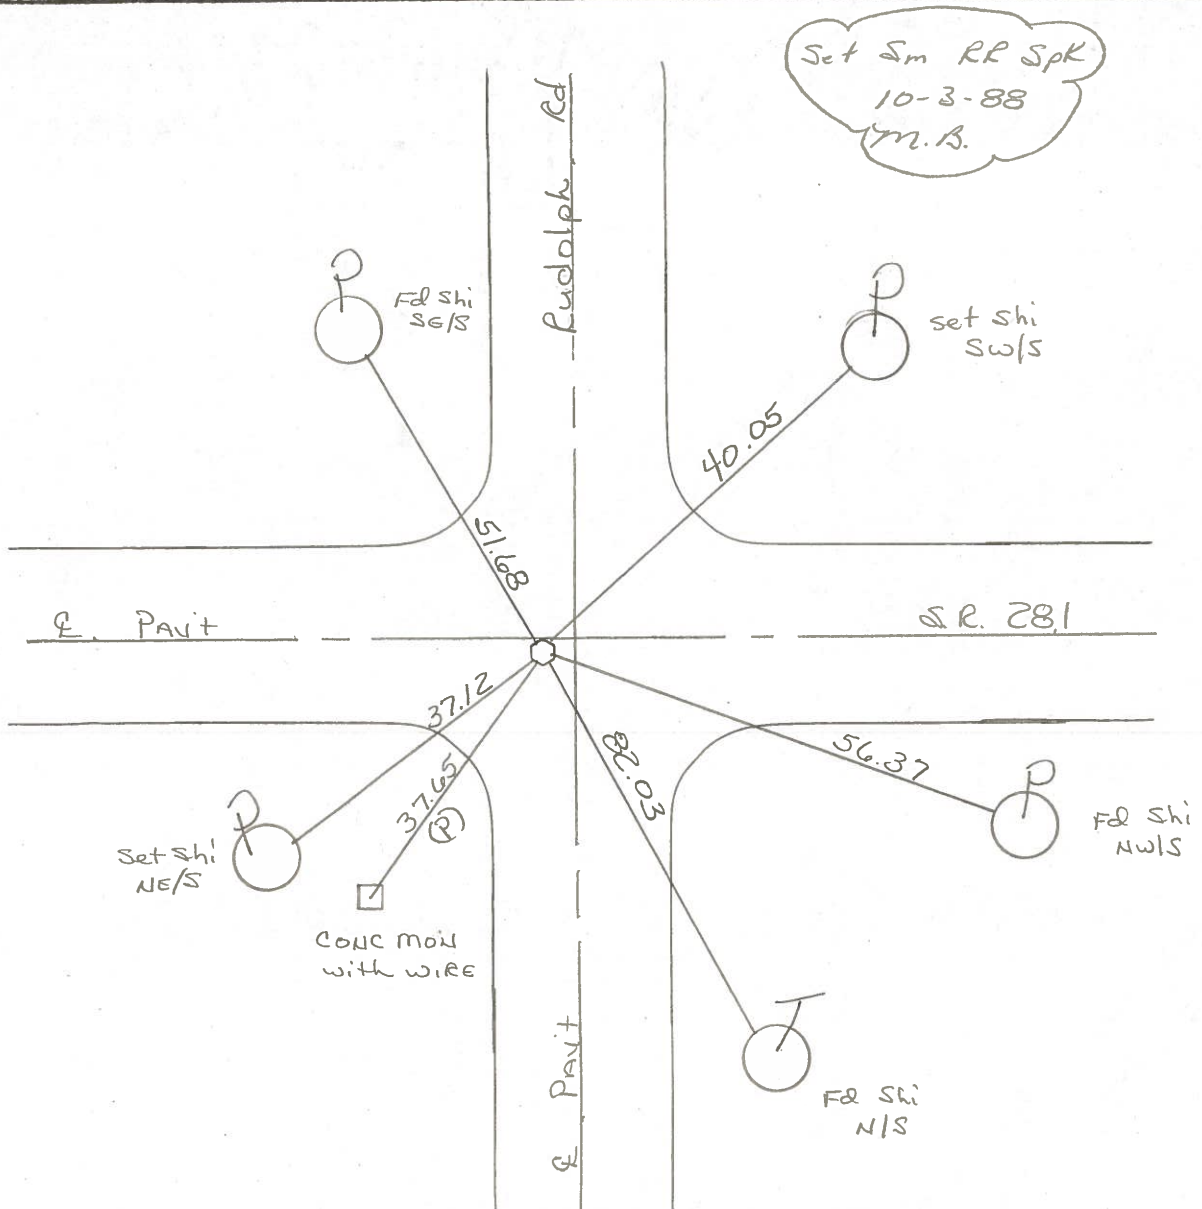 Set Sm RR Spk
10-3-88
M.B.
Rudolph Rd
P
Fd Shi
SE/S
P
Set Shi
SW/S
40.05
51.68
℄ PAv't
S.R. 281
37.12
37.65
(P)
82.03
56.37
P
Set Shi
NE/S
P
Fd Shi
NW/S
CONC MON
with WIRE
T
Fd Shi
N/S
℄ PAv't